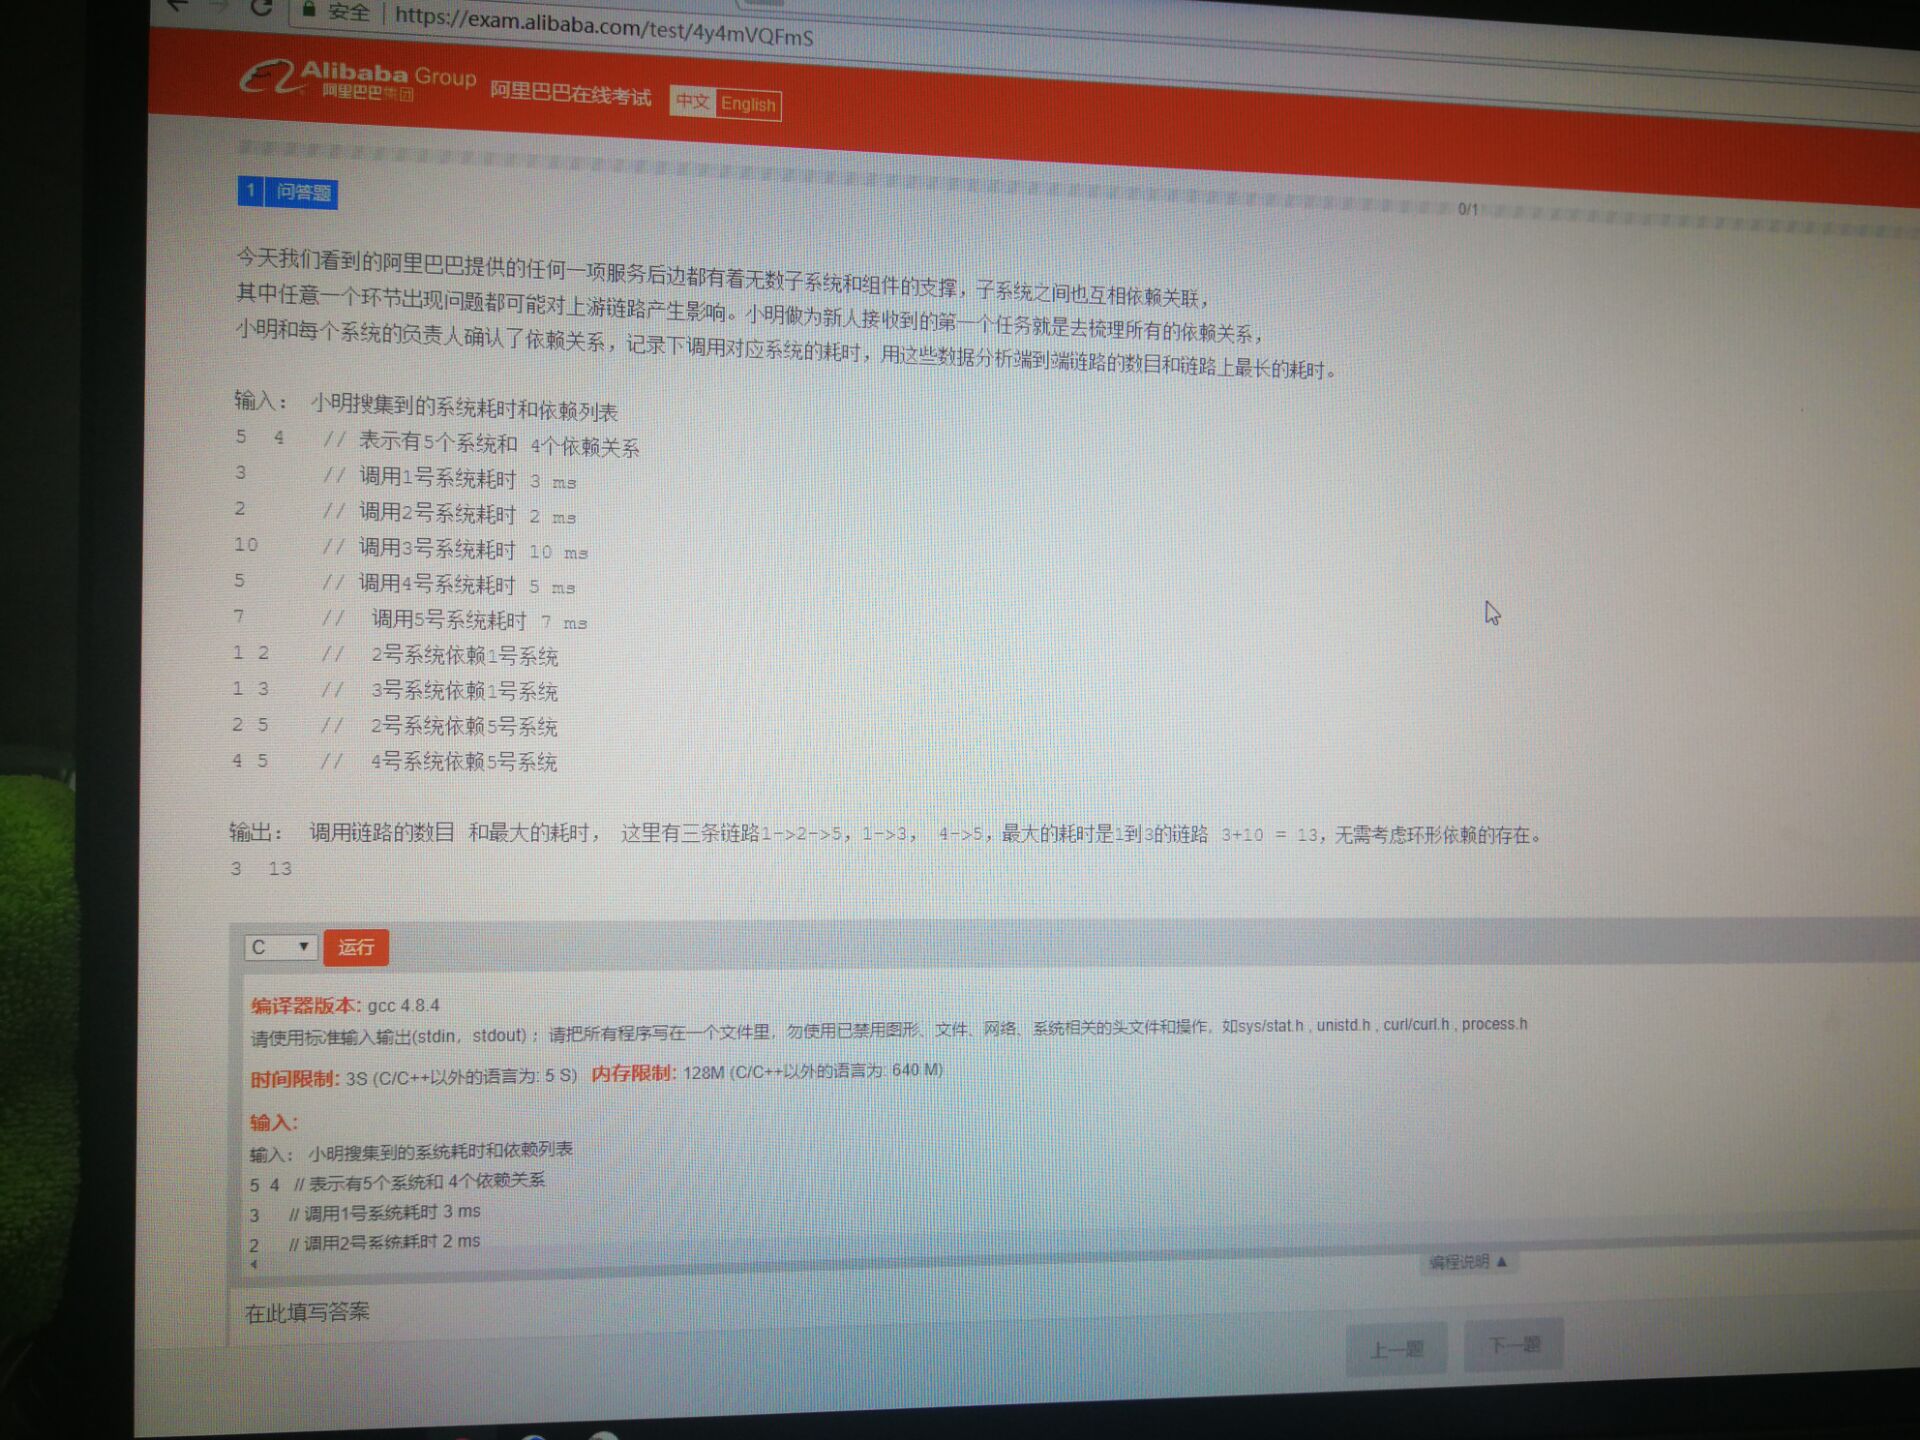 安全 | https://exam.alibaba.com/test/4y4mVQFmS
Alibaba Group
阿里巴巴集团
阿里巴巴在线考试
中文 English
1 问答题
0/1
今天我们看到的阿里巴巴提供的任何一项服务后边都有着无数子系统和组件的支撑，子系统之间也互相依赖关联，
其中任意一个环节出现问题都可能对上游链路产生影响。小明做为新人接收到的第一个任务就是去梳理所有的依赖关系，
小明和每个系统的负责人确认了依赖关系，记录下调用对应系统的耗时，用这些数据分析端到端链路的数目和链路上最长的耗时。
输入： 小明搜集到的系统耗时和依赖列表
5 4 // 表示有5个系统和 4个依赖关系
3 // 调用1号系统耗时 3 ms
2 // 调用2号系统耗时 2 ms
10 // 调用3号系统耗时 10 ms
5 // 调用4号系统耗时 5 ms
7 // 调用5号系统耗时 7 ms
1 2 // 2号系统依赖1号系统
1 3 // 3号系统依赖1号系统
2 5 // 2号系统依赖5号系统
4 5 // 4号系统依赖5号系统
输出： 调用链路的数目 和最大的耗时， 这里有三条链路1->2->5，1->3， 4->5，最大的耗时是1到3的链路 3+10 = 13，无需考虑环形依赖的存在。
3 13
C ▼ 运行
编译器版本: gcc 4.8.4
请使用标准输入输出(stdin，stdout) ；请把所有程序写在一个文件里，勿使用已禁用图形、文件、网络、系统相关的头文件和操作，如sys/stat.h , unistd.h , curl/curl.h , process.h
时间限制: 3S (C/C++以外的语言为: 5 S) 内存限制: 128M (C/C++以外的语言为: 640 M)
输入:
输入： 小明搜集到的系统耗时和依赖列表
5 4 // 表示有5个系统和 4个依赖关系
3 // 调用1号系统耗时 3 ms
2 // 调用2号系统耗时 2 ms
编程说明 ▲
在此填写答案
上一题 下一题